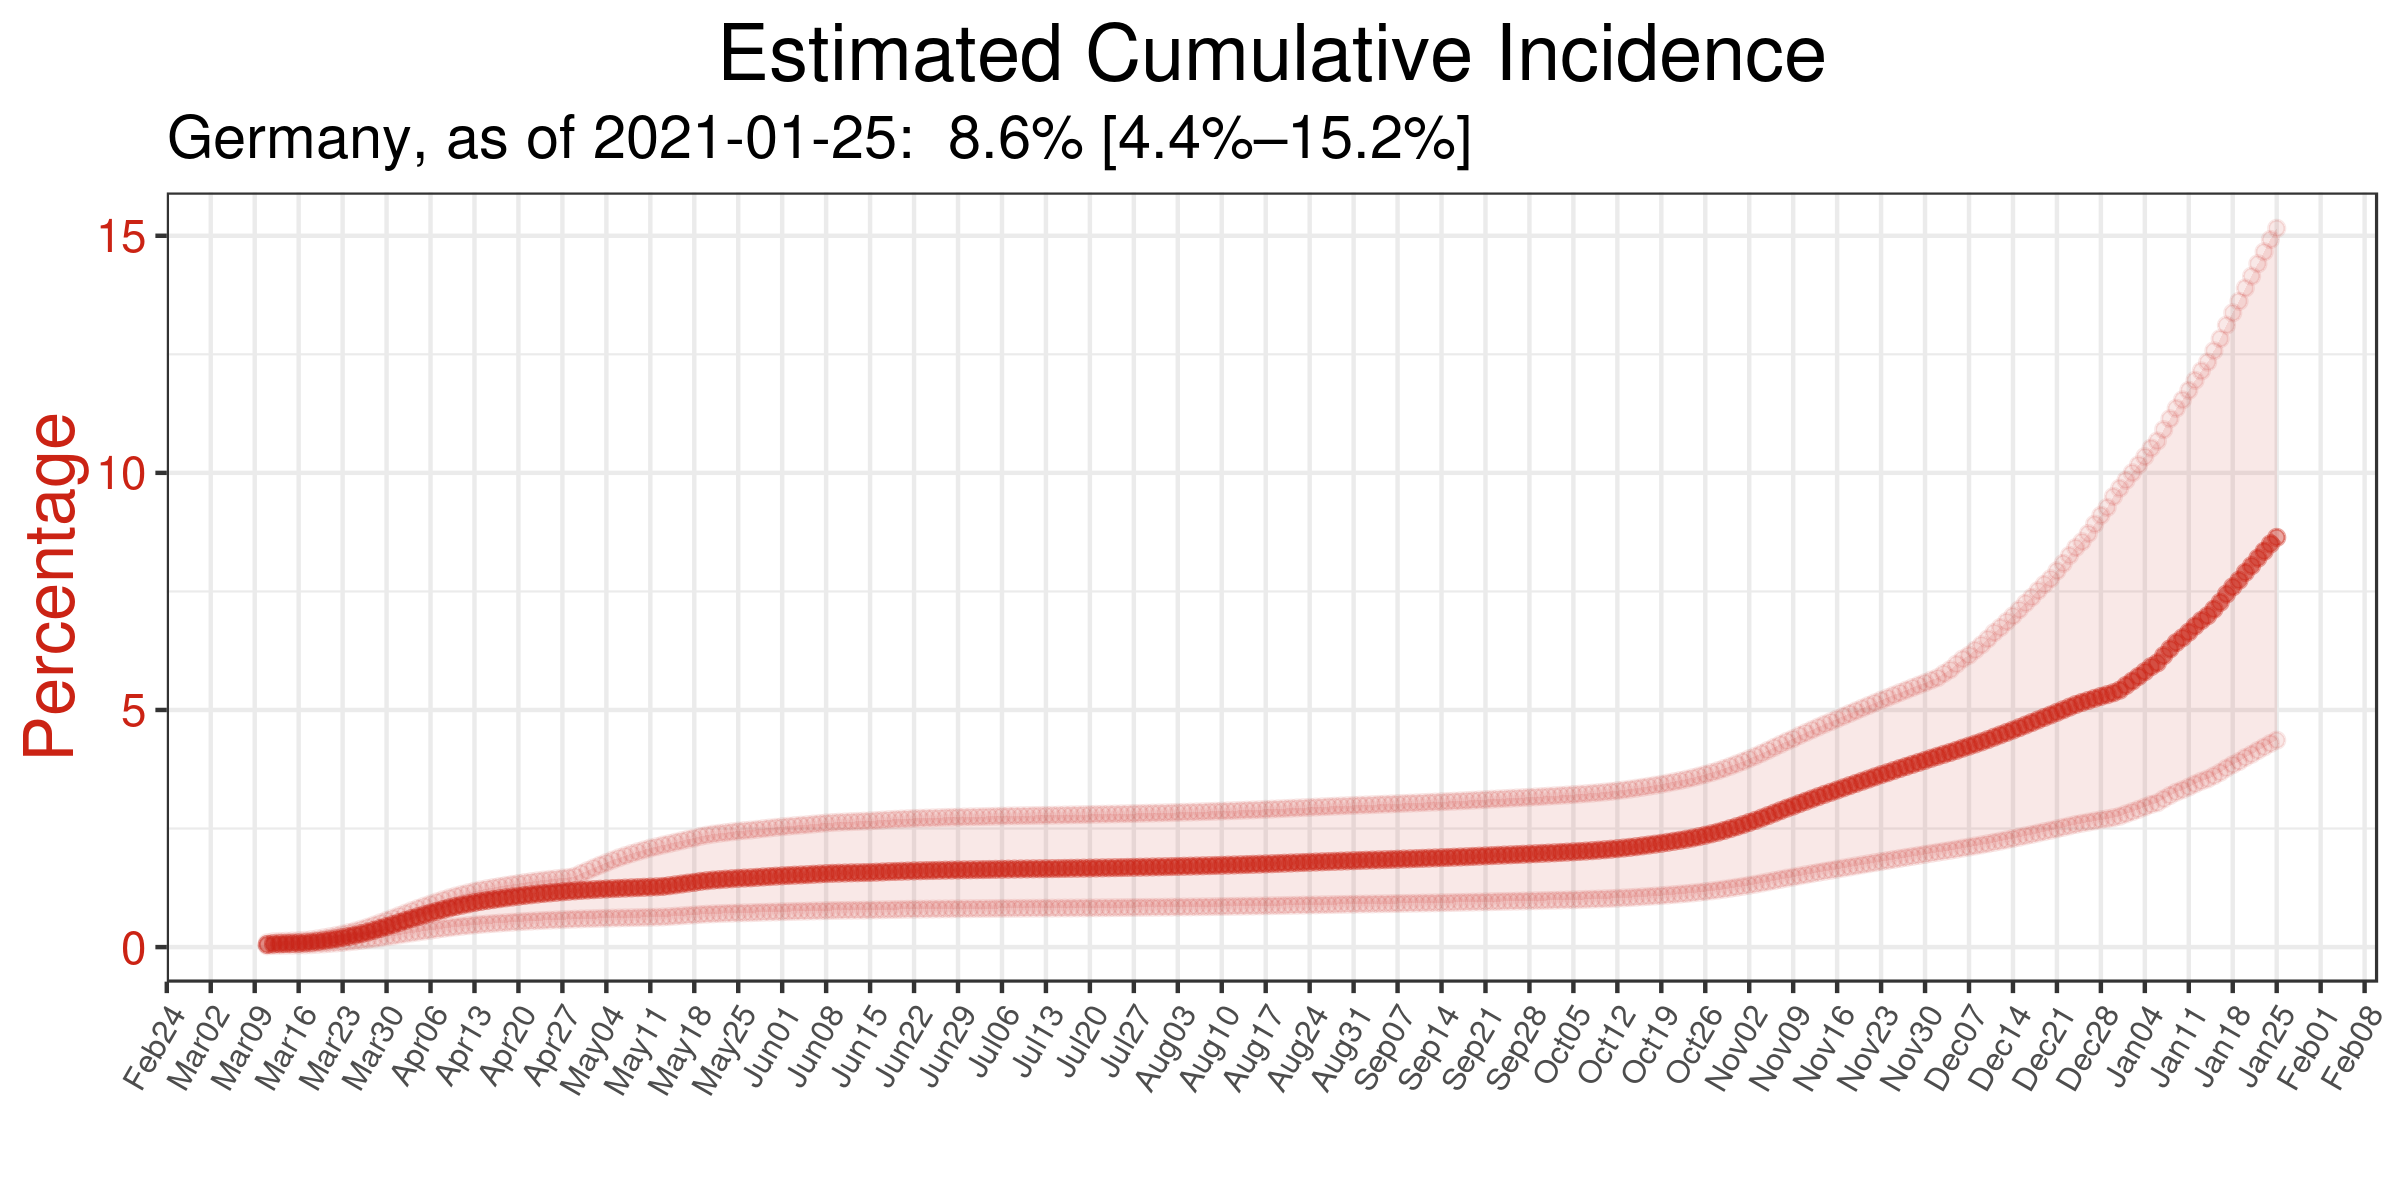 Estimated Cumulative Incidence
Germany, as of 2021-01-25:  8.6% [4.4%–15.2%]
Percentage
15
10
5
0
Feb24
Mar02
Mar09
Mar16
Mar23
Mar30
Apr06
Apr13
Apr20
Apr27
May04
May11
May18
May25
Jun01
Jun08
Jun15
Jun22
Jun29
Jul06
Jul13
Jul20
Jul27
Aug03
Aug10
Aug17
Aug24
Aug31
Sep07
Sep14
Sep21
Sep28
Oct05
Oct12
Oct19
Oct26
Nov02
Nov09
Nov16
Nov23
Nov30
Dec07
Dec14
Dec21
Dec28
Jan04
Jan11
Jan18
Jan25
Feb01
Feb08